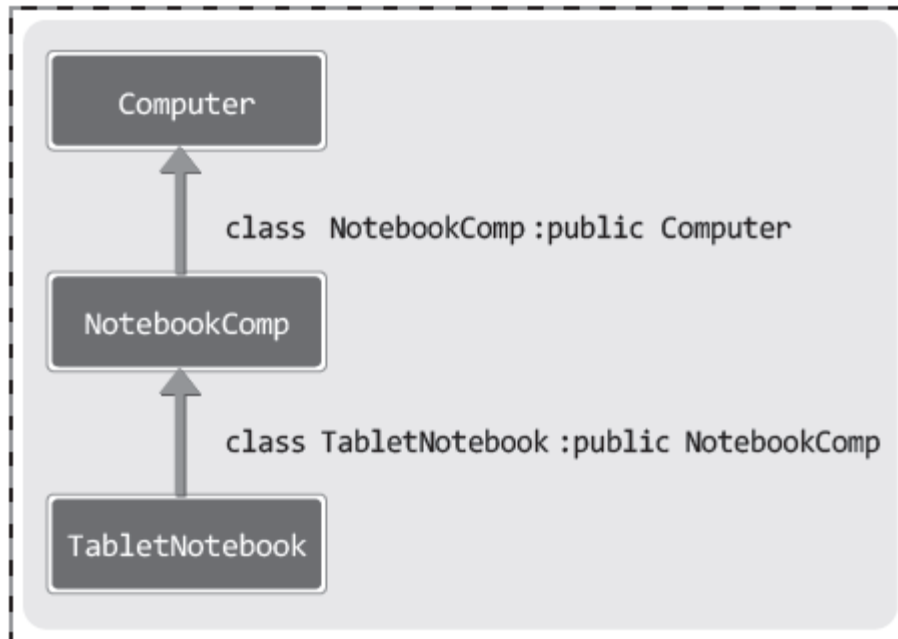 Computer
class NotebookComp :public Computer
NotebookComp
class TabletNotebook :public NotebookComp
TabletNotebook